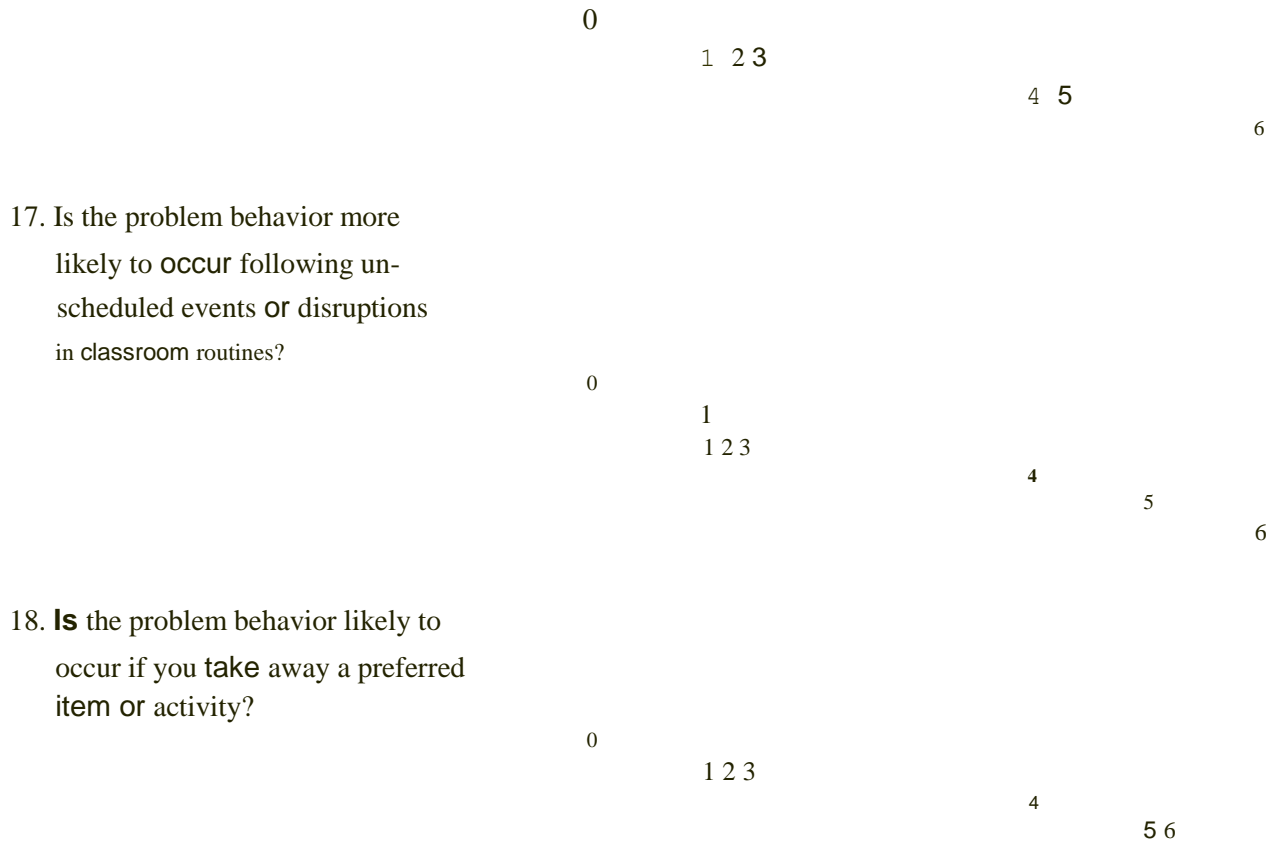 0
1 2 3
4 5
6
17. Is the problem behavior more
likely to occur following un-
scheduled events or disruptions
in classroom routines?
0
1
1 2 3
4
5
6
18. Is the problem behavior likely to
occur if you take away a preferred
item or activity?
0
1 2 3
4
5 6